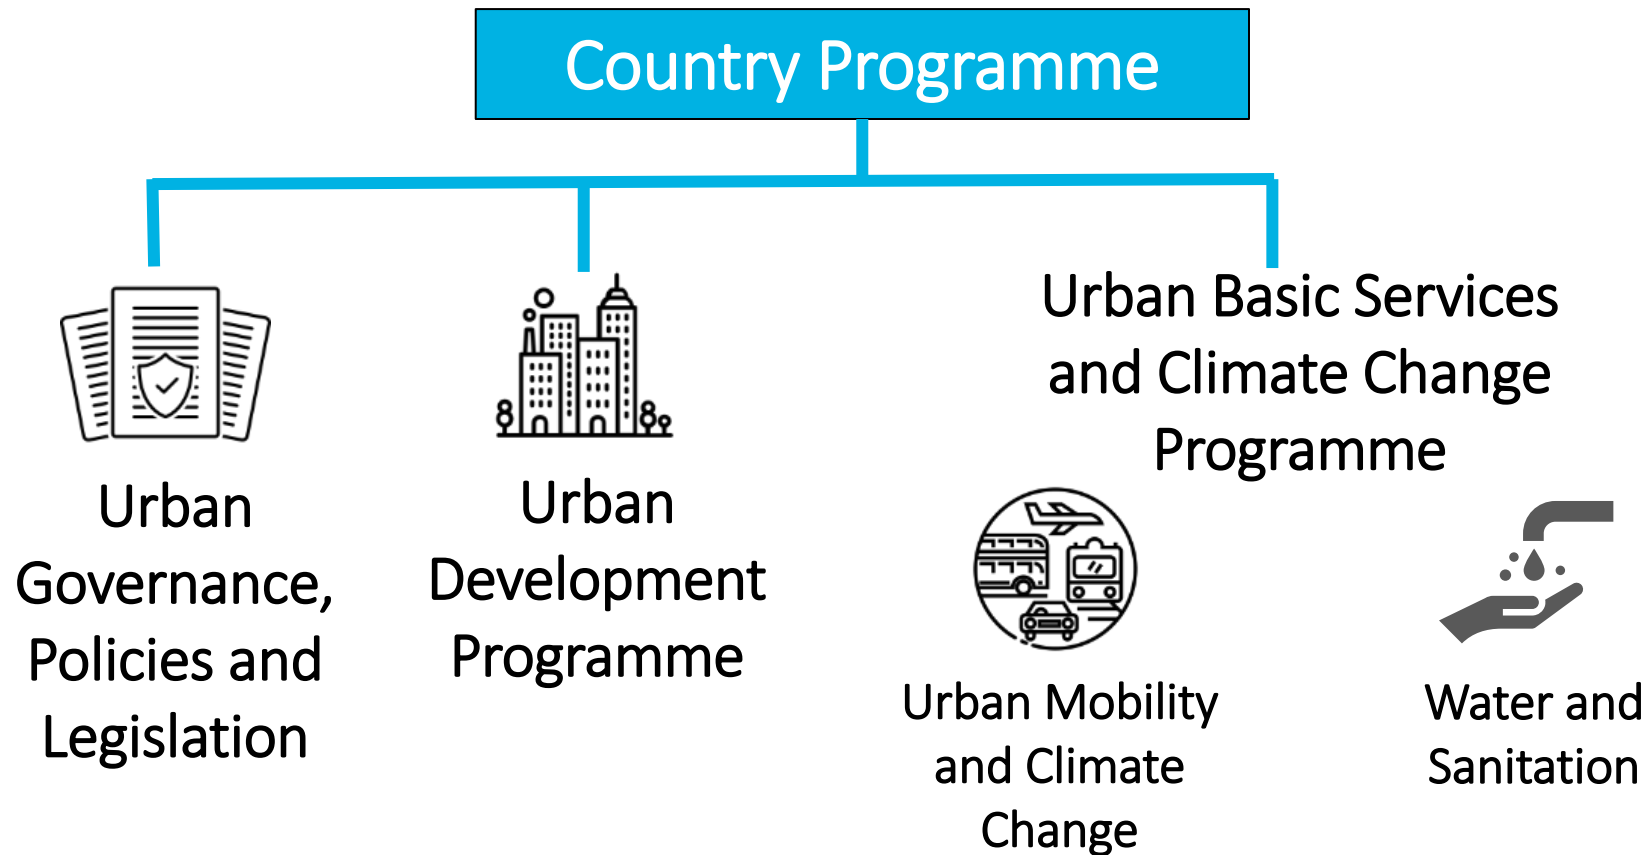 Country Programme
Urban
Governance,
Policies and
Legislation
Urban
Development
Programme
Urban Basic Services
and Climate Change
Programme
Urban Mobility
and Climate
Change
Water and
Sanitation